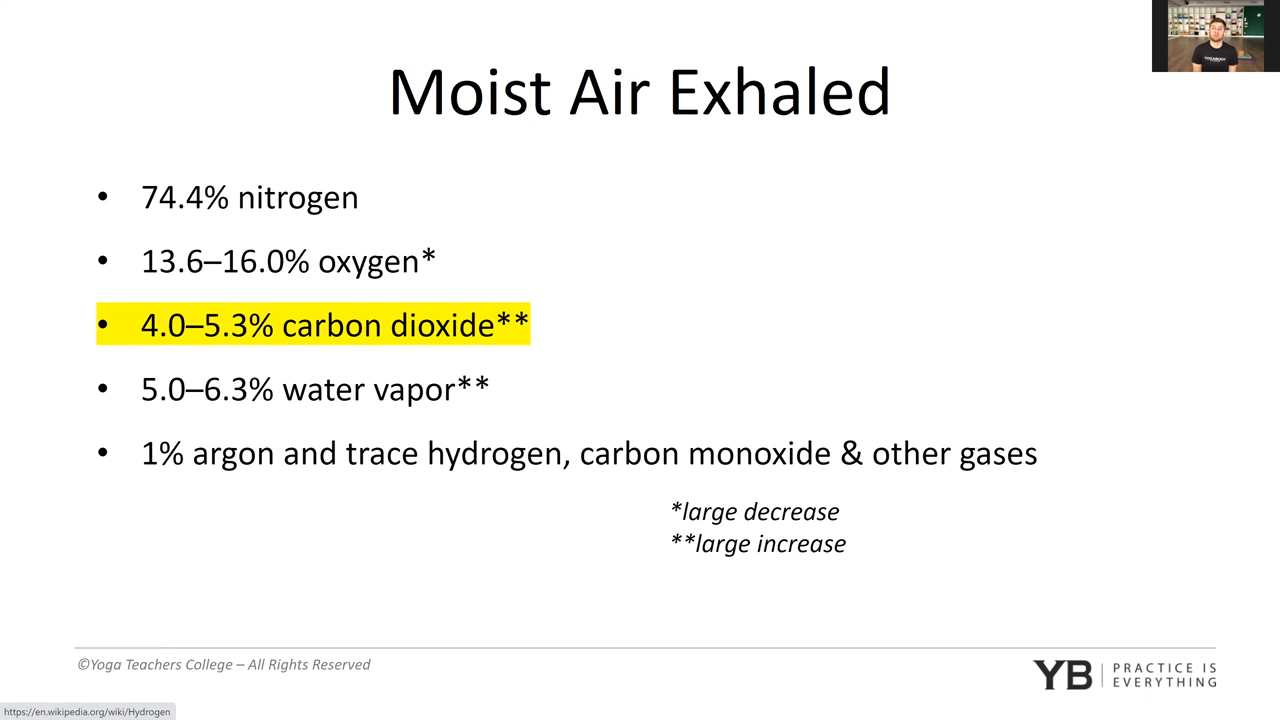 Moist Air Exhaled
• 74.4% nitrogen
• 13.6–16.0% oxygen*
• 4.0–5.3% carbon dioxide**
• 5.0–6.3% water vapor**
• 1% argon and trace hydrogen, carbon monoxide & other gases
*large decrease
**large increase
©Yoga Teachers College – All Rights Reserved
YB PRACTICE IS
EVERYTHING
https://en.wikipedia.org/wiki/Hydrogen